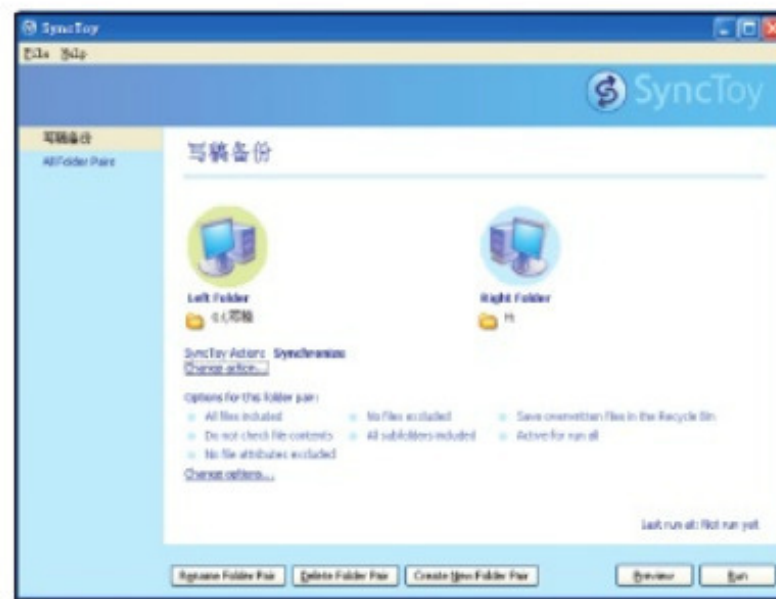 SyncToy
File Help
SyncToy
写稿备份
All Folder Pairs
写稿备份
Left Folder
Right Folder
SyncToy Actions Synchronize
Change action...
Options for this folder pair:
All files included
No files excluded
Save overwritten files in the Recycle Bin
Do not check file contents
All subfolders included
Active for run all
No file attributes excluded
Change options...
Last run at: Not run yet
Rename Folder Pair
Delete Folder Pair
Create New Folder Pair
Preview
Run